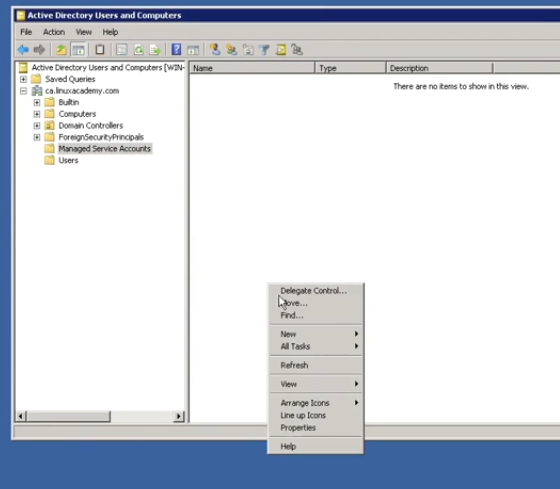 Active Directory Users and Computers
File Action View Help
Active Directory Users and Computers [WIN-
Saved Queries
ca.linuxacademy.com
Builtin
Computers
Domain Controllers
ForeignSecurityPrincipals
Managed Service Accounts
Users
Name Type Description
There are no items to show in this view.
Delegate Control...
Move...
Find...
New
All Tasks
Refresh
View
Arrange Icons
Line up Icons
Properties
Help